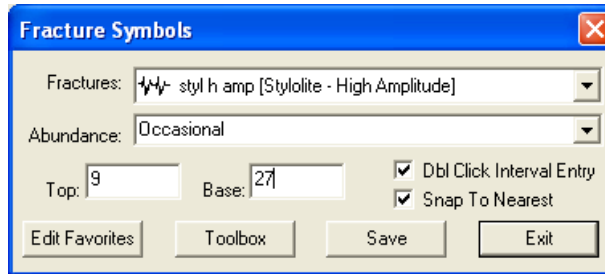 Fracture Symbols
Fractures: styl h amp [Stylolite - High Amplitude]
Abundance: Occasional
Top: 9 Base: 27 Dbl Click Interval Entry
Snap To Nearest
Edit Favorites Toolbox Save Exit